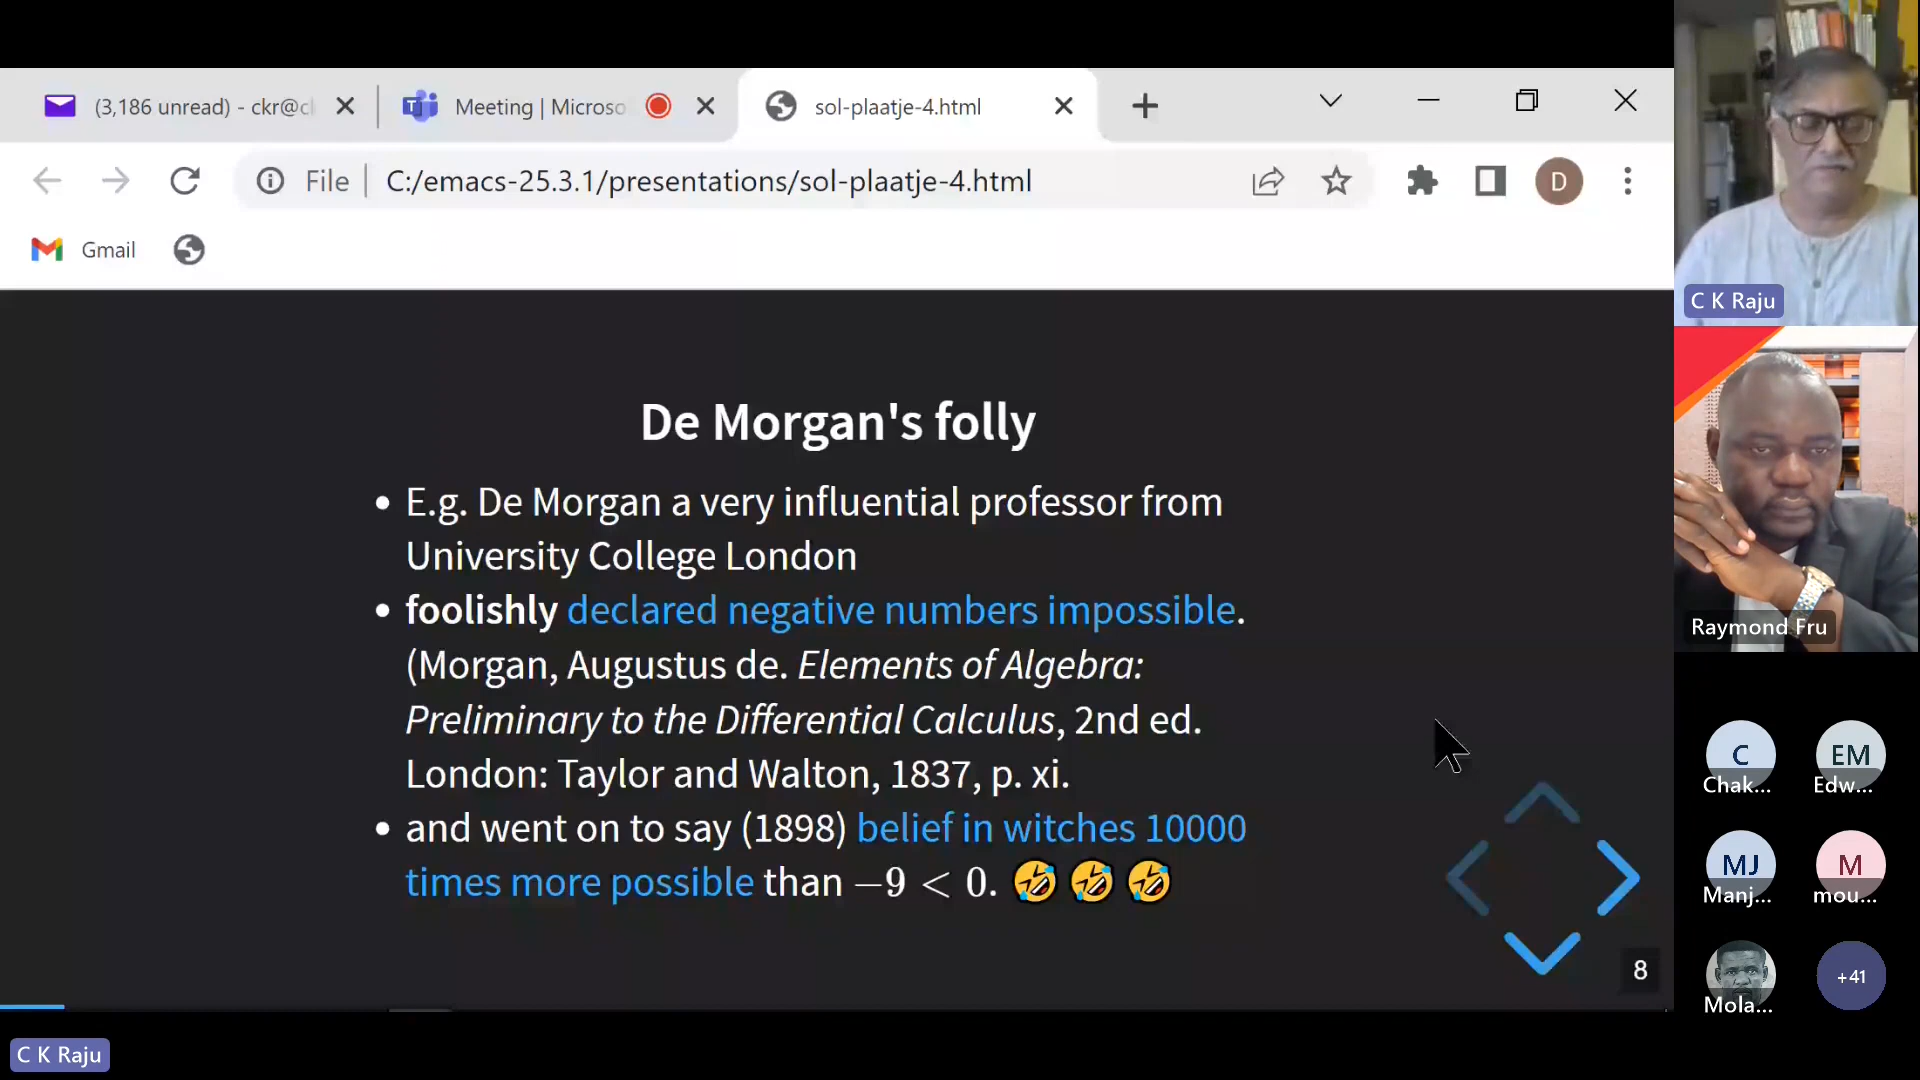 (3,186 unread) - ckr@c
Meeting | Microso
sol-plaatje-4.html
File
C:/emacs-25.3.1/presentations/sol-plaatje-4.html
D
Gmail
De Morgan's folly
• E.g. De Morgan a very influential professor from
University College London
• foolishly declared negative numbers impossible.
(Morgan, Augustus de. Elements of Algebra:
Preliminary to the Differential Calculus, 2nd ed.
London: Taylor and Walton, 1837, p. xi.
• and went on to say (1898) belief in witches 10000
times more possible than −9 < 0. 🤣 🤣 🤣
8
C K Raju
C K Raju
Raymond Fru
C
Chak...
EM
Edw...
MJ
Manj...
M
mou...
Mola...
+41